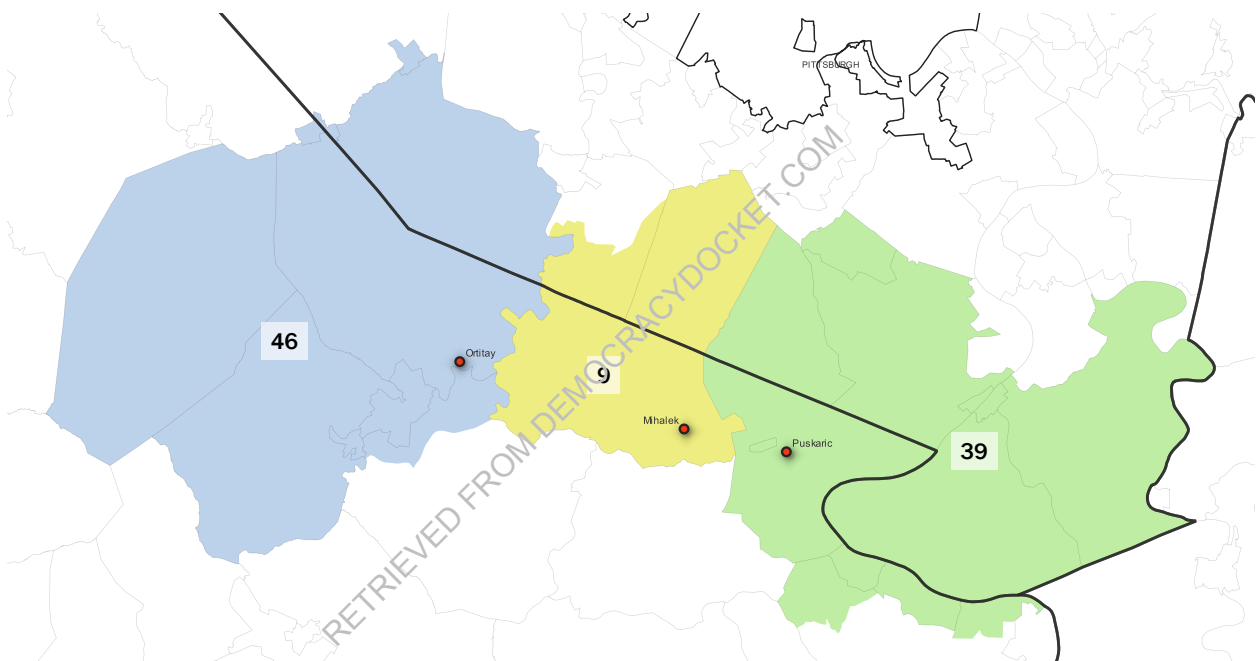 PITTSBURGH
46
Ortitay
9
Mihalek
Puskaric
39
RETRIEVED FROM DEMOCRACYDOCKET.COM